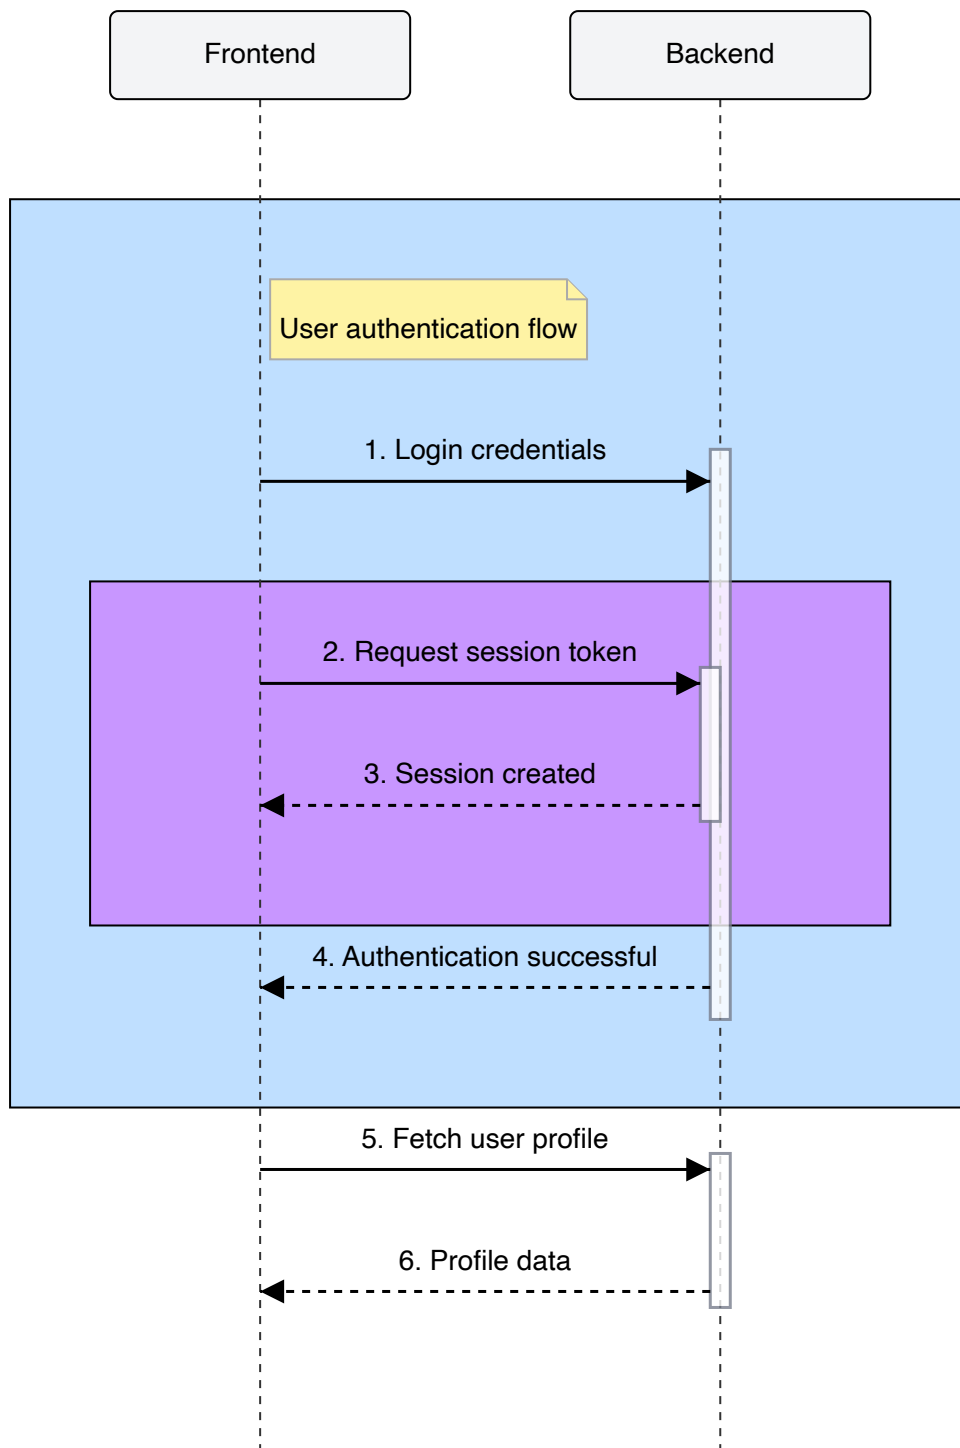 Frontend
Backend
User authentication flow
1. Login credentials
2. Request session token
3. Session created
4. Authentication successful
5. Fetch user profile
6. Profile data